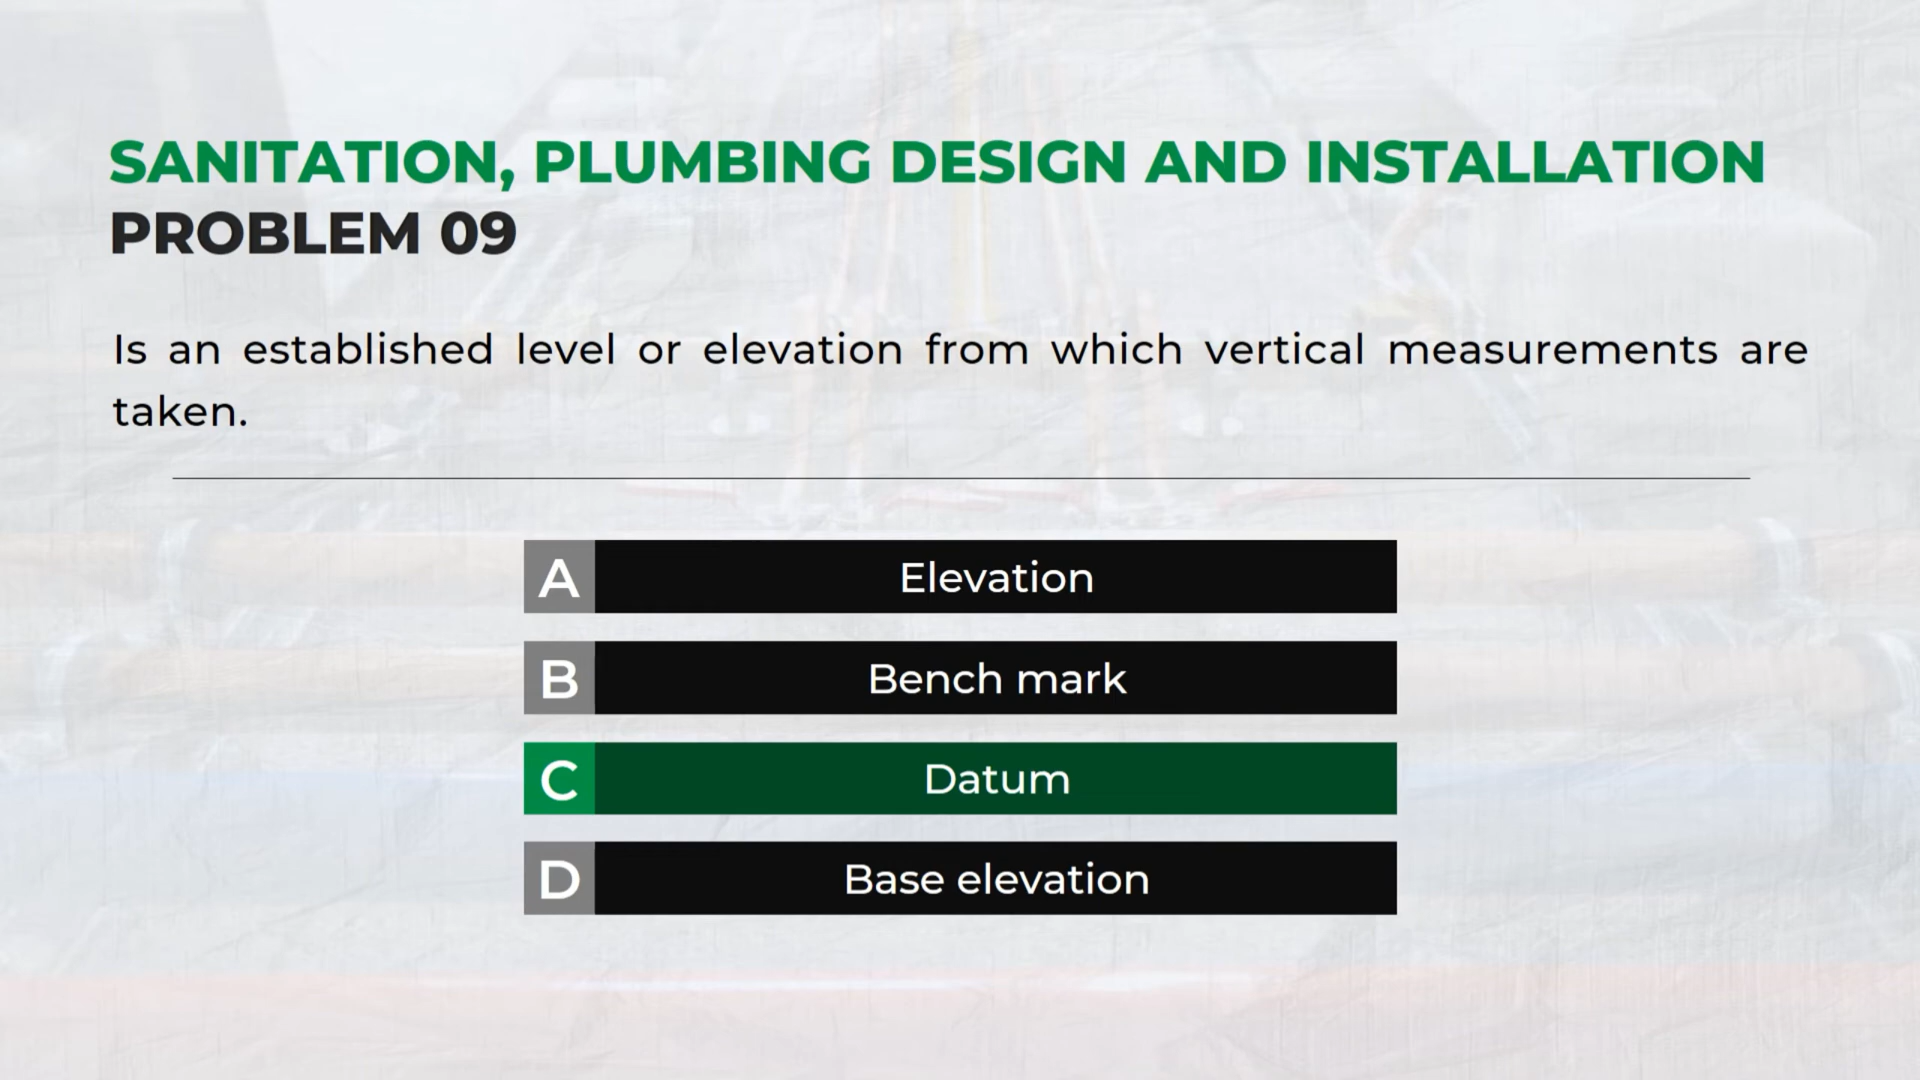 SANITATION, PLUMBING DESIGN AND INSTALLATION
PROBLEM 09
Is an established level or elevation from which vertical measurements are
taken.
A Elevation
B Bench mark
C Datum
D Base elevation